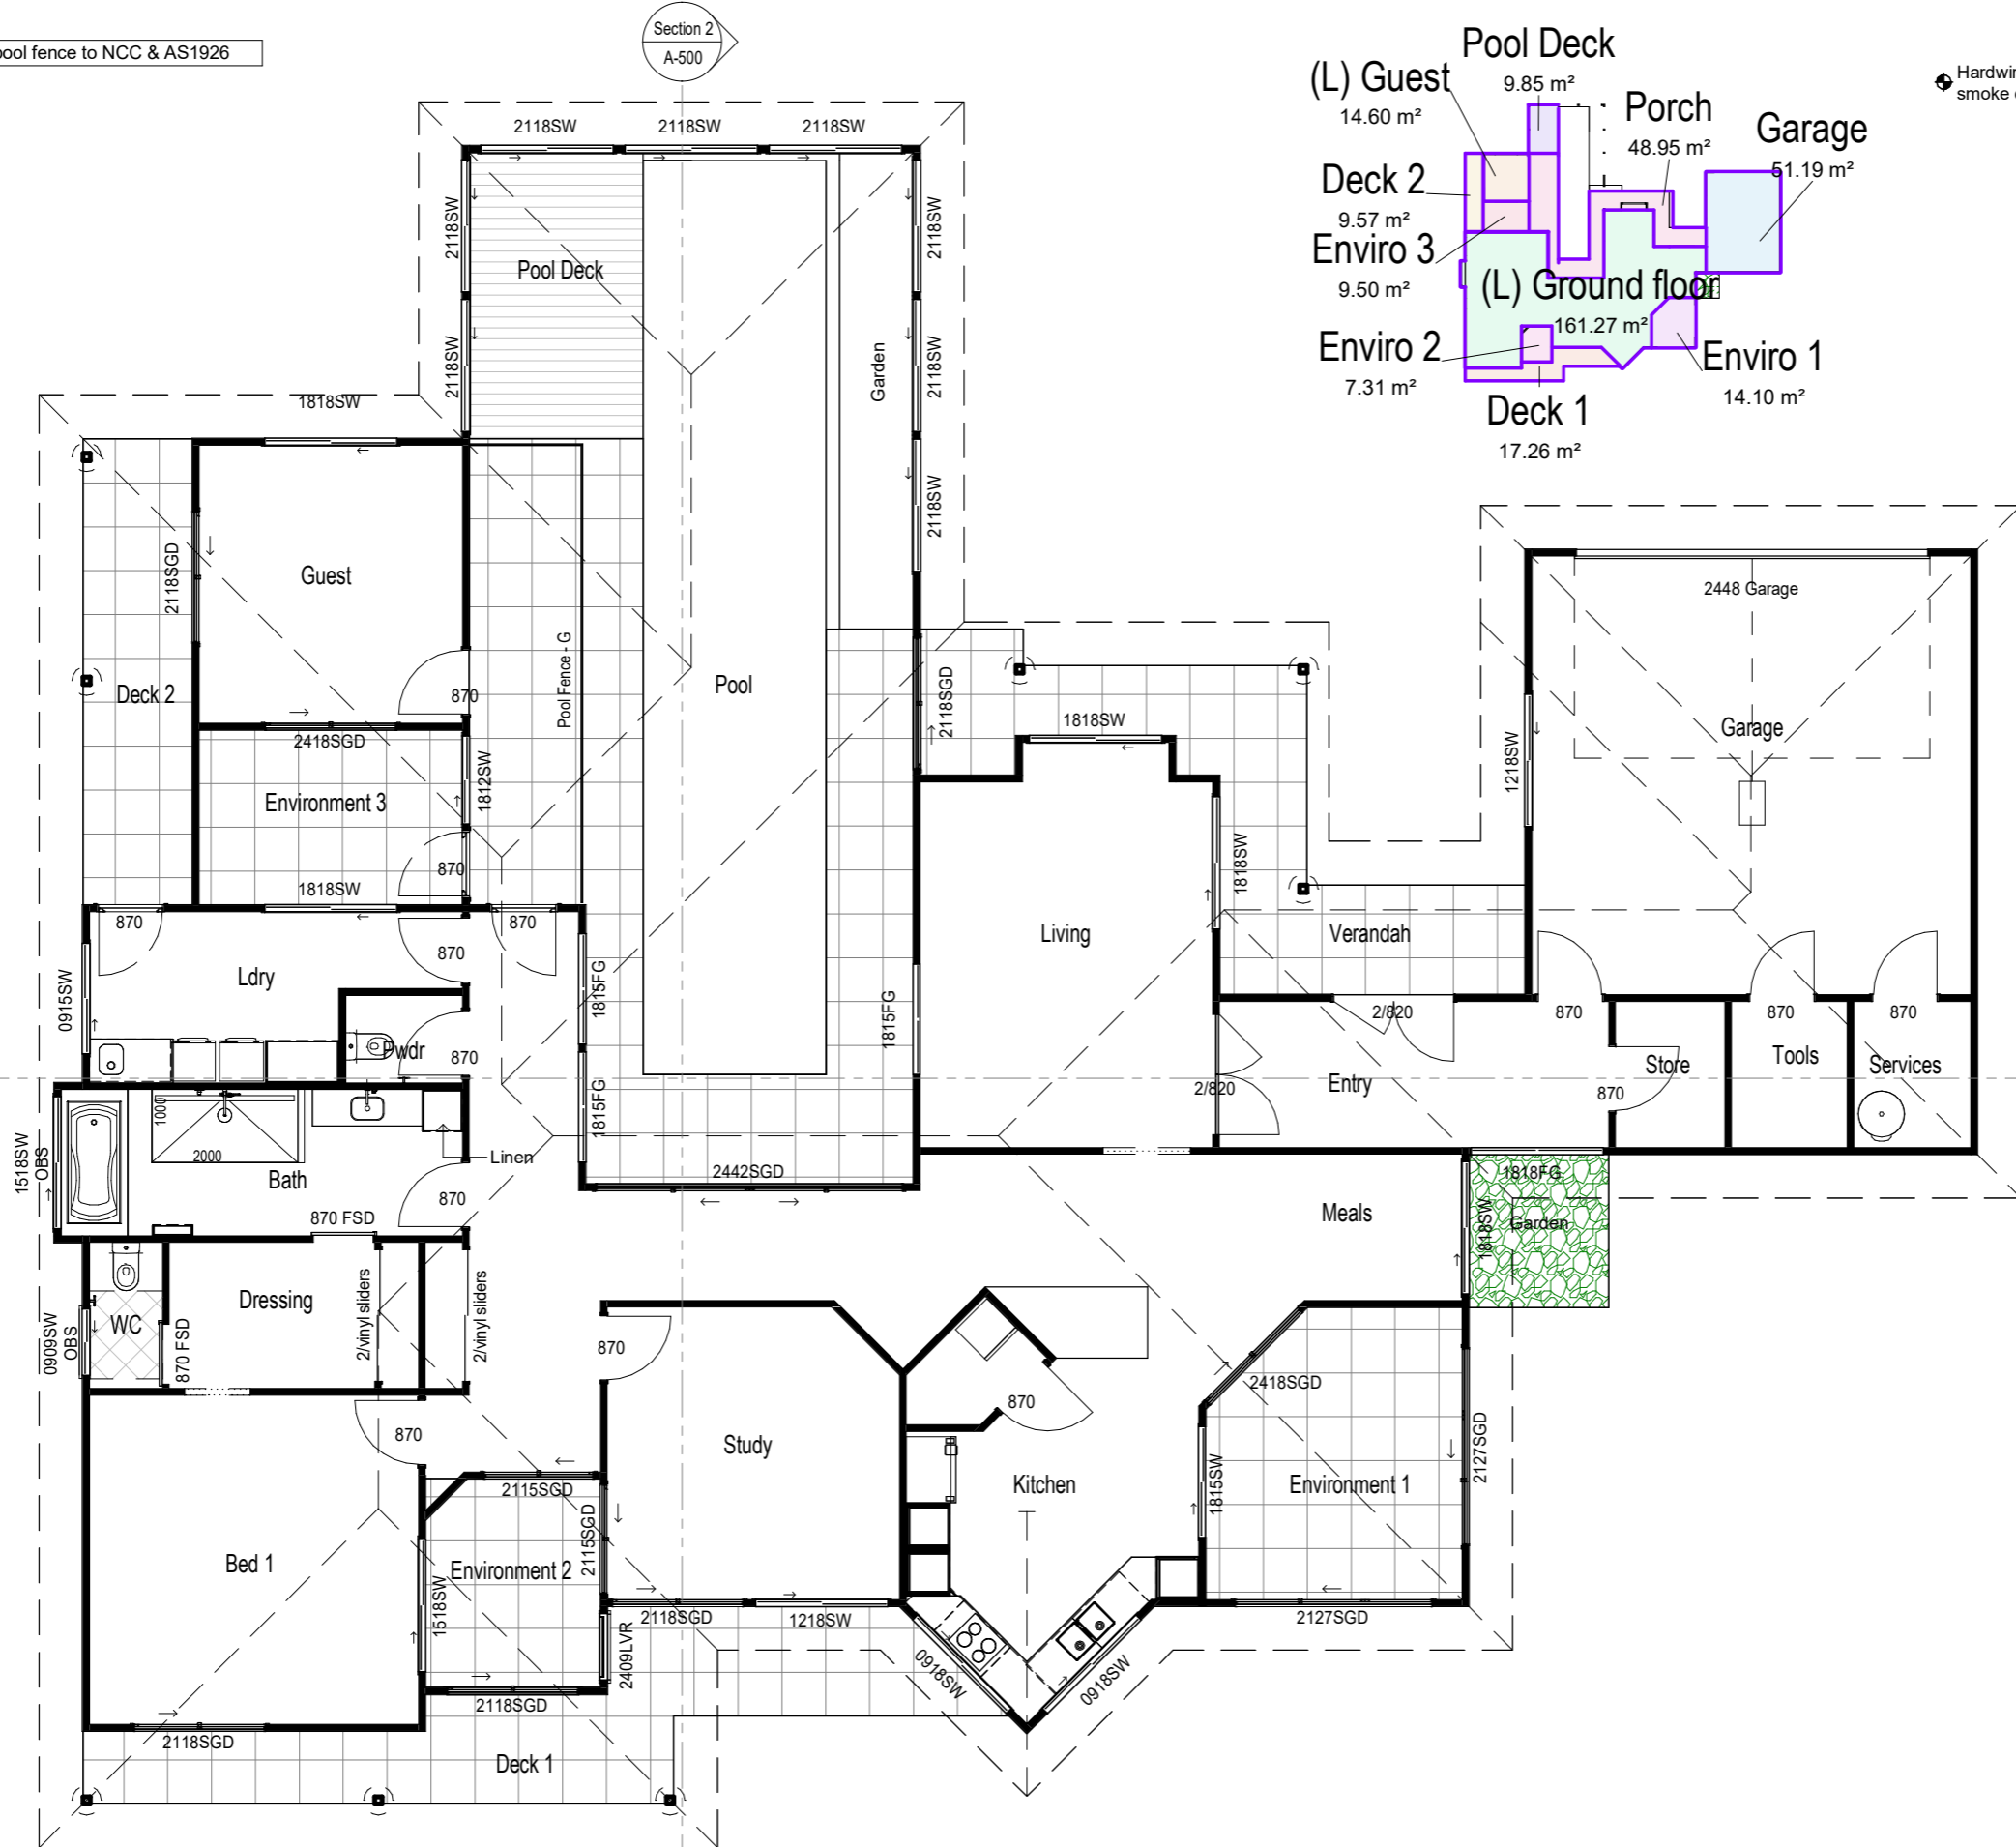 pool fence to NCC & AS1926
Section 2
A-500
Pool Deck
9.85 m²
(L) Guest
14.60 m²
Porch
48.95 m²
Garage
51.19 m²
Deck 2
9.57 m²
Enviro 3
9.50 m²
(L) Ground floor
161.27 m²
Enviro 2
7.31 m²
Enviro 1
14.10 m²
Deck 1
17.26 m²
2118SW
2118SW
2118SW
2118SW
2118SW
Pool Deck
2118SW
2118SW
Garden
2118SW
1818SW
2118SGD
Guest
Deck 2
870
Pool Fence - G
Pool
2118SGD
1818SW
2448 Garage
Garage
1218SW
2418SGD
Environment 3
1812SW
870
1818SW
1818SW
870
870
870
Ldry
0915SW
1815FG
1815FG
Living
Verandah
Pwdr
870
1815FG
2/820
870
870
870
2/820
Entry
870
Store
Tools
Services
1518SW
OBS
1000
2000
Linen
Bath
870
870 FSD
2442SGD
Meals
1818FG
1818SW
Garden
0909SW
OBS
WC
870 FSD
Dressing
2/vinyl sliders
2/vinyl sliders
870
870
870
Study
2418SGD
Kitchen
1815SW
Environment 1
2127SGD
2115SGD
2115SGD
Bed 1
1518SW
Environment 2
2118SGD
1218SW
2127SGD
2409LVR
0918SW
0918SW
2118SGD
2118SGD
Deck 1